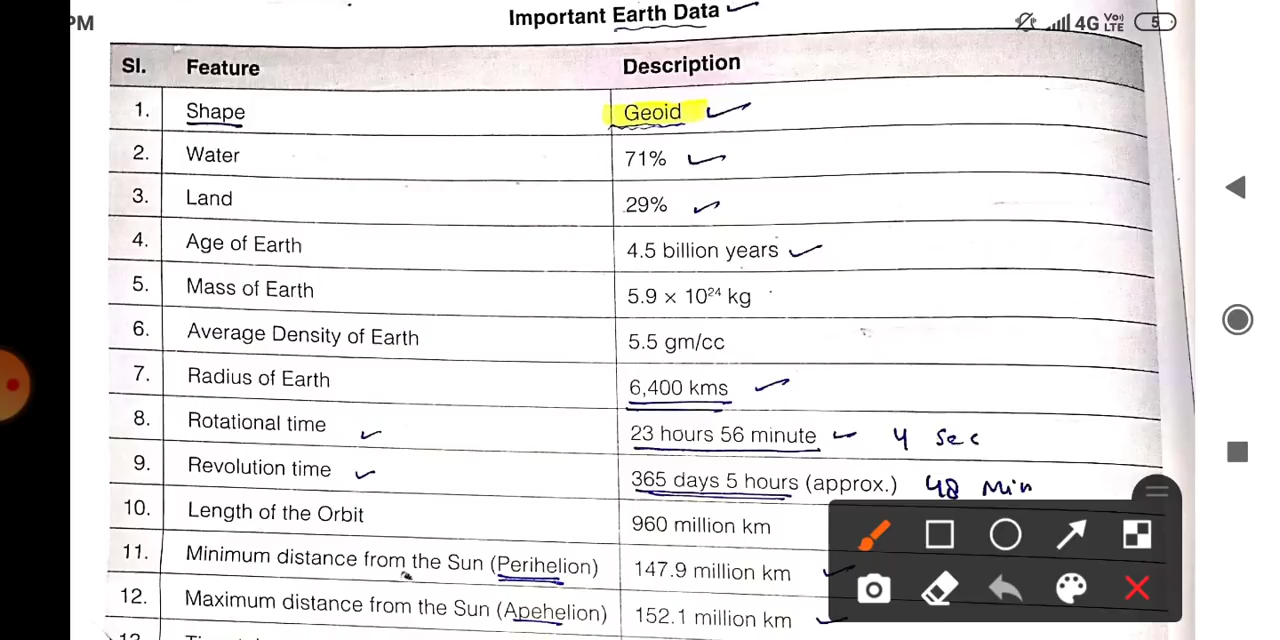 Important Earth Data
PM
4G Vo) LTE 5
Sl. Feature Description
1. Shape Geoid
2. Water 71%
3. Land 29%
4. Age of Earth 4.5 billion years
5. Mass of Earth 5.9 × 10²⁴ kg
6. Average Density of Earth 5.5 gm/cc
7. Radius of Earth 6,400 kms
8. Rotational time 23 hours 56 minute 4 Sec
9. Revolution time 365 days 5 hours (approx.) 48 Min
10. Length of the Orbit 960 million km
11. Minimum distance from the Sun (Perihelion) 147.9 million km
12. Maximum distance from the Sun (Apehelion) 152.1 million km